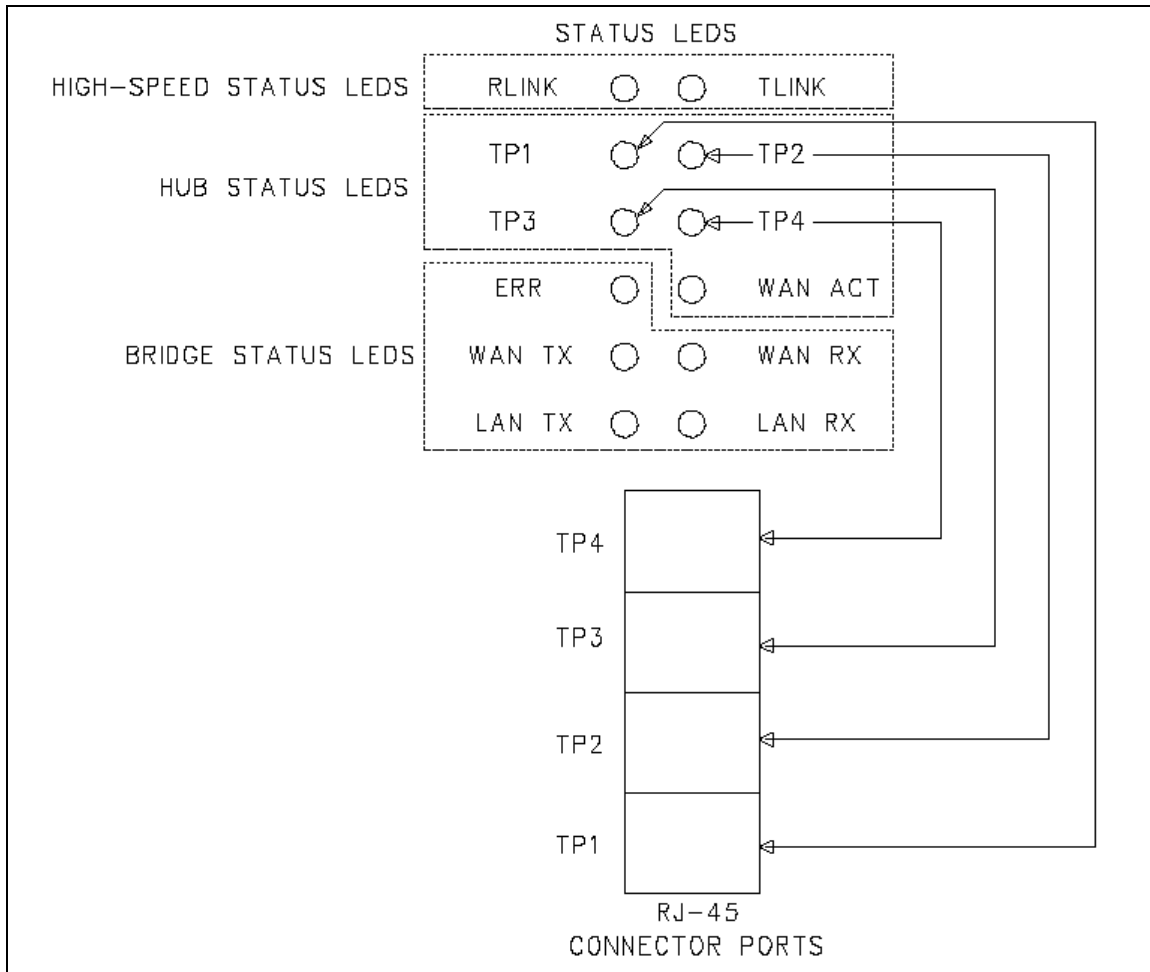 STATUS LEDS
HIGH-SPEED STATUS LEDS
RLINK
TLINK
HUB STATUS LEDS
TP1
TP2
TP3
TP4
WAN ACT
BRIDGE STATUS LEDS
ERR
WAN TX
WAN RX
LAN TX
LAN RX
TP4
TP3
TP2
TP1
RJ-45
CONNECTOR PORTS